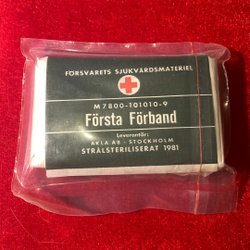 FÖRSVARETS SJUKVÅRDSMATERIEL
M7800-101010-9
Första Förband
Leverantör:
AKLA AB - STOCKHOLM
STRÅLSTERILISERAT 1981